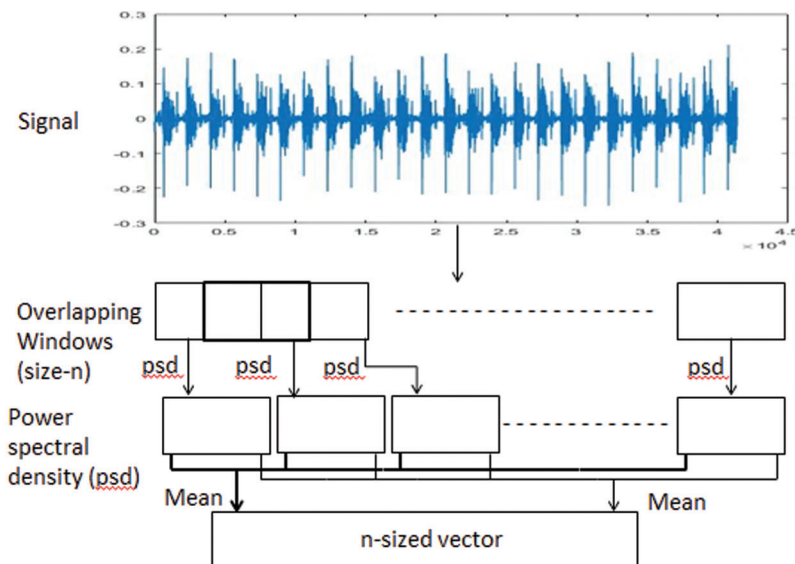 0.3
0.2
0.1
Signal
0
-0.1
-0.2
-0.3
0 0.5 1 1.5 2 2.5 3 3.5 4 4.5
× 10⁴
Overlapping
Windows
(size-n)
psd psd psd psd
Power
spectral
density (psd)
Mean Mean
n-sized vector